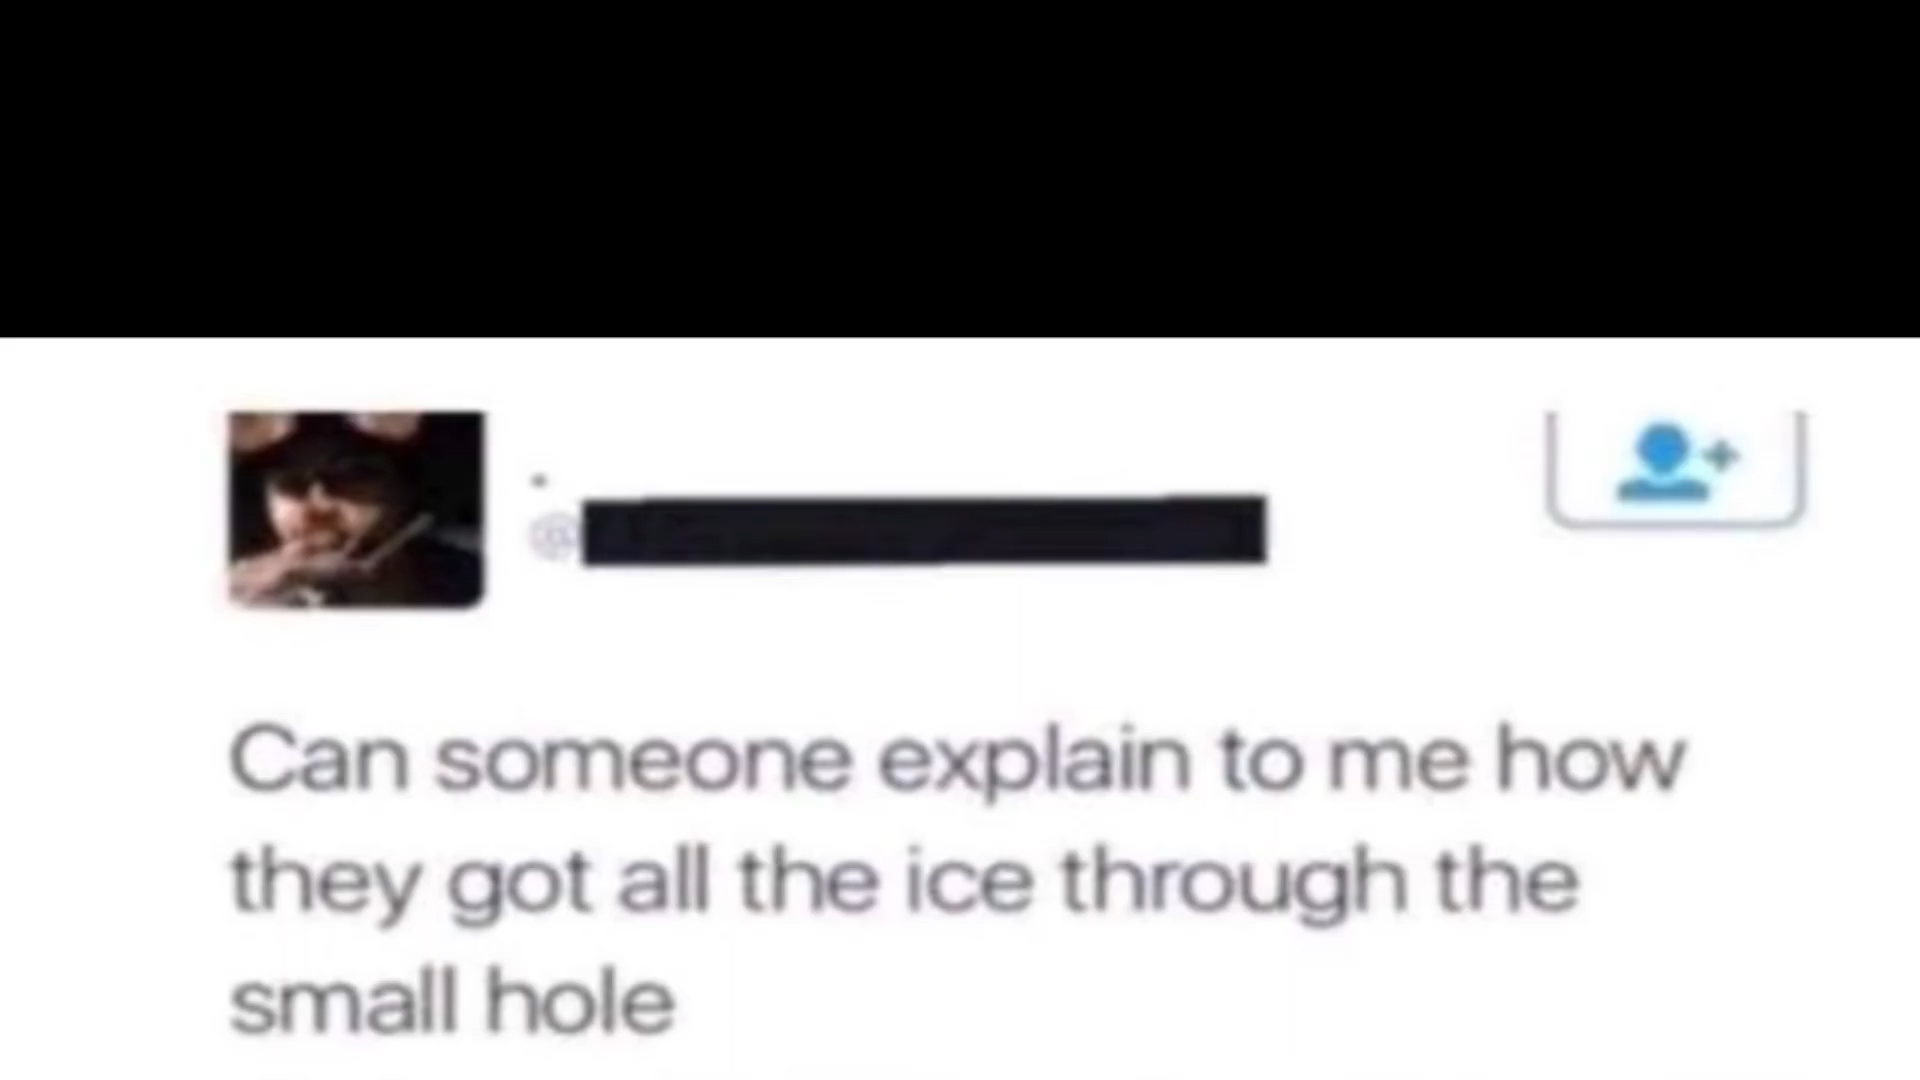 @
Can someone explain to me how
they got all the ice through the
small hole